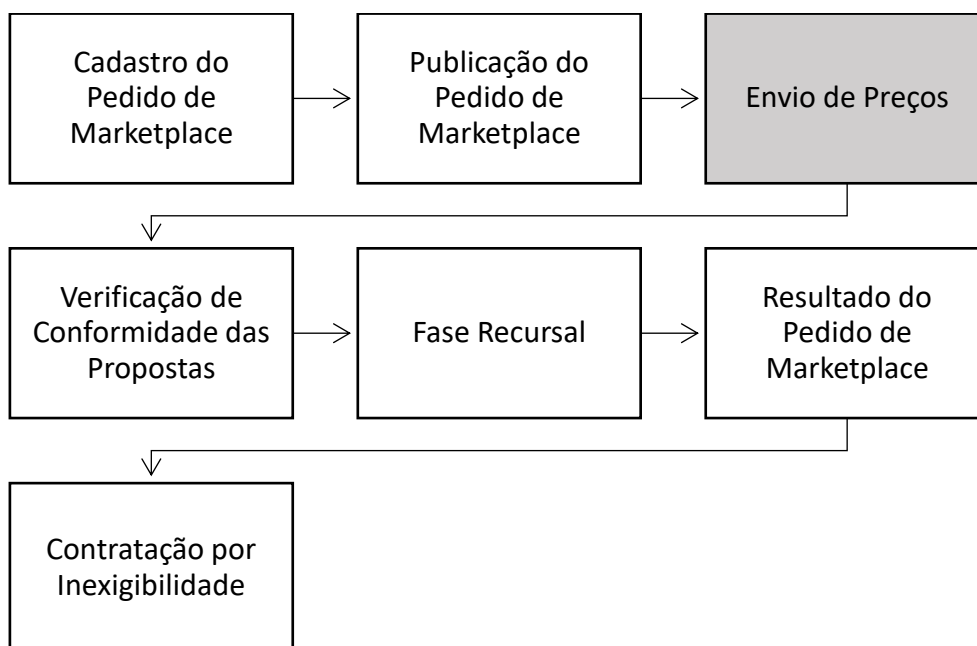 Cadastro do
Pedido de
Marketplace
Publicação do
Pedido de
Marketplace
Envio de Preços
Verificação de
Conformidade das
Propostas
Fase Recursal
Resultado do
Pedido de
Marketplace
Contratação por
Inexigibilidade